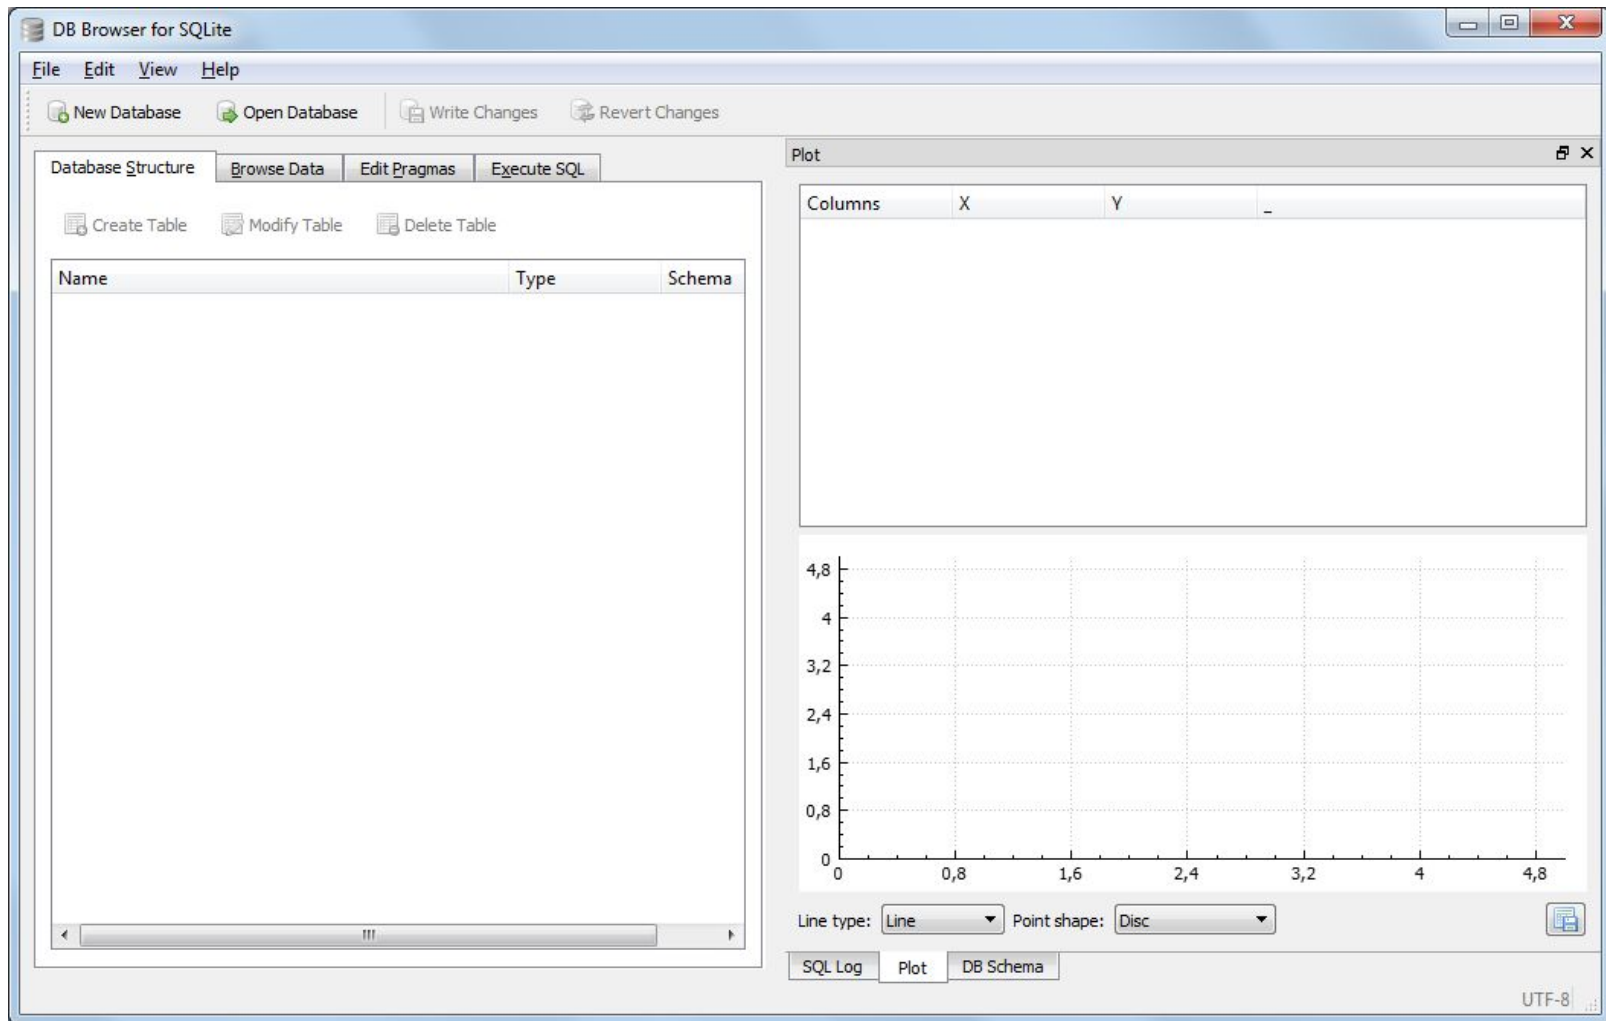 DB Browser for SQLite
File Edit View Help
New Database Open Database Write Changes Revert Changes
Database Structure Browse Data Edit Pragmas Execute SQL
Create Table Modify Table Delete Table
Name Type Schema
Plot
Columns X Y _
4,8
4
3,2
2,4
1,6
0,8
0
0 0,8 1,6 2,4 3,2 4 4,8
Line type: Line Point shape: Disc
SQL Log Plot DB Schema
UTF-8